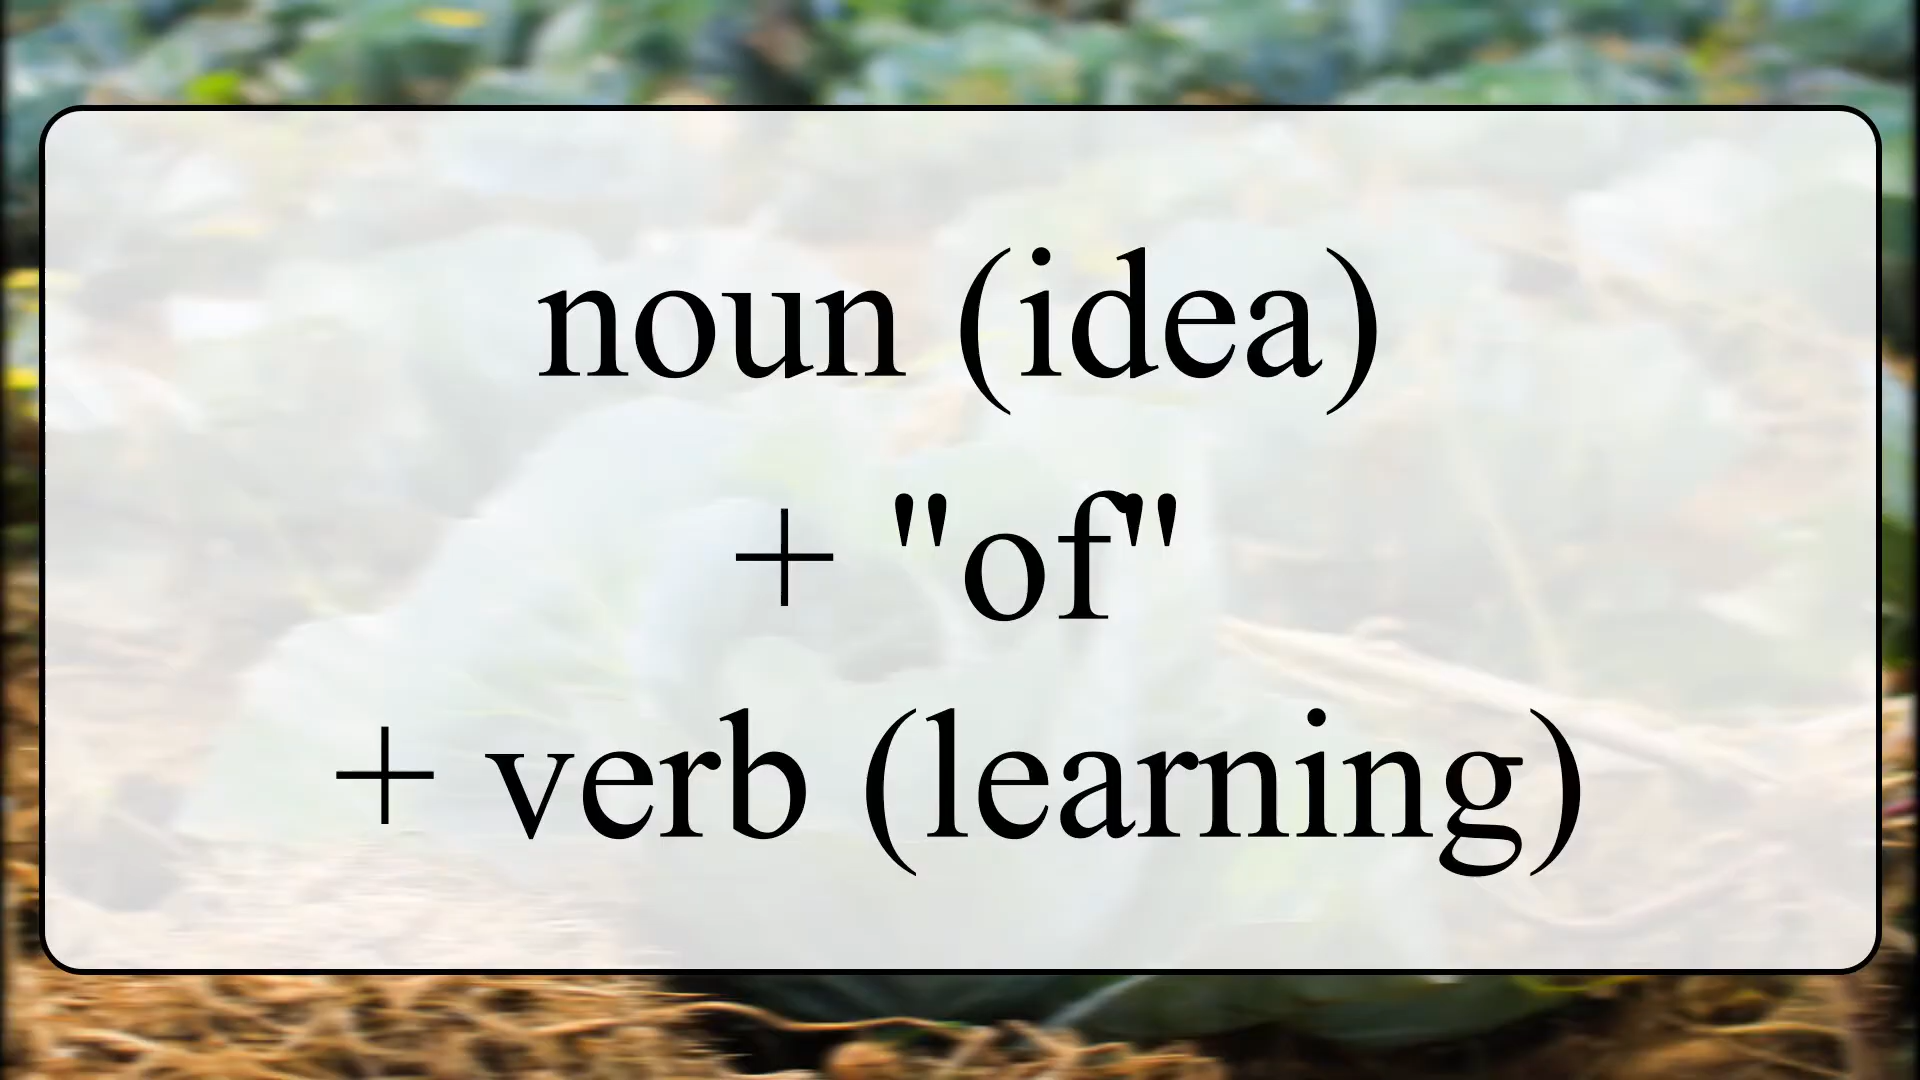 noun (idea)
+ "of"
+ verb (learning)